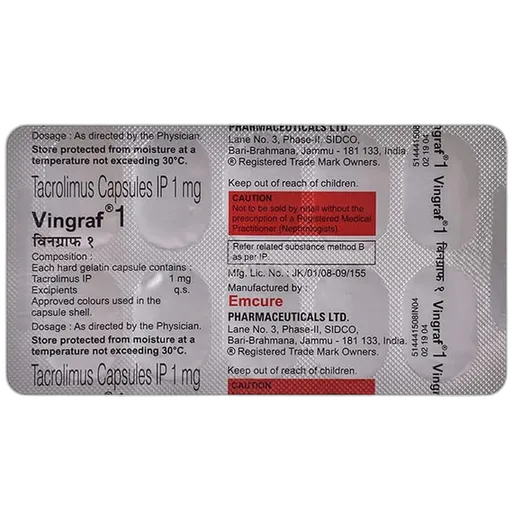 Dosage : As directed by the Physician.
Store protected from moisture at a
temperature not exceeding 30°C.
Tacrolimus Capsules IP 1 mg
Vingraf®1
विनग्राफ १
Composition :
Each hard gelatin capsule contains :
Tacrolimus IP 1 mg
Excipients q.s.
Approved colours used in the
capsule shell.
Dosage : As directed by the Physician.
Store protected from moisture at a
temperature not exceeding 30°C.
Tacrolimus Capsules IP 1 mg
PHARMACEUTICALS LTD.
Lane No. 3, Phase-II, SIDCO,
Bari-Brahmana, Jammu - 181 133, India.
® Registered Trade Mark Owners.
Keep out of reach of children.
CAUTION
Not to be sold by retail without the
prescription of a Registered Medical
Practitioner (Nephrologists).
Refer related substance method B
as per IP.
Mfg. Lic. No. : JK/01/08-09/155
Manufactured by :
Emcure
PHARMACEUTICALS LTD.
Lane No. 3, Phase-II, SIDCO,
Bari-Brahmana, Jammu - 181 133, India.
® Registered Trade Mark Owners.
Keep out of reach of children.
CAUTION
02 19 04
Vingraf®1
विनग्राफ १
Vingraf®1
514441508IN04
02 19 04